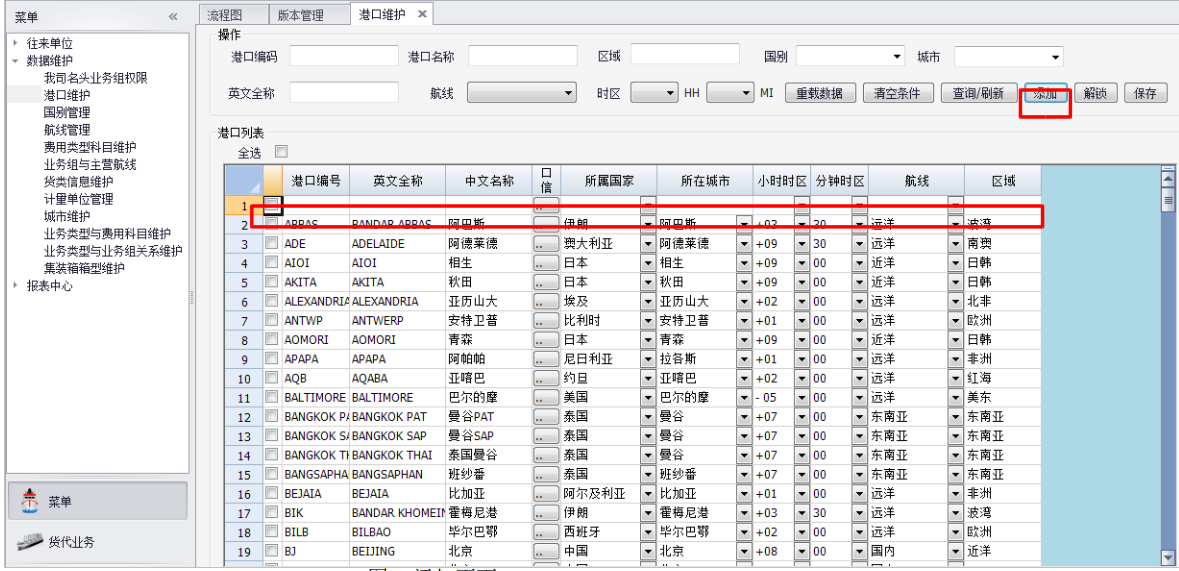 菜单 «
往来单位
数据维护
我司名头业务组权限
港口维护
国别管理
航线管理
费用类型科目维护
业务组与主营航线
货类信息维护
计量单位管理
城市维护
业务类型与费用科目维护
业务类型与业务组关系维护
集装箱箱型维护
报表中心
菜单
货代业务
流程图 版本管理 港口维护 ×
操作
港口编码 港口名称 区域 国别 城市
英文全称 航线 时区 HH MI 重载数据 清空条件 查询/刷新 添加 解锁 保存
港口列表
全选
港口编号 英文全称 中文名称 口信 所属国家 所在城市 小时时区 分钟时区 航线 区域
1 ..
2 ABBAS BANDAR ABBAS 阿巴斯 .. 伊朗 阿巴斯 +03 30 远洋 波湾
3 ADE ADELAIDE 阿德莱德 .. 澳大利亚 阿德莱德 +09 30 远洋 南澳
4 AIOI AIOI 相生 .. 日本 相生 +09 00 近洋 日韩
5 AKITA AKITA 秋田 .. 日本 秋田 +09 00 近洋 日韩
6 ALEXANDRIA ALEXANDRIA 亚历山大 .. 埃及 亚历山大 +02 00 远洋 北非
7 ANTWP ANTWERP 安特卫普 .. 比利时 安特卫普 +01 00 远洋 欧洲
8 AOMORI AOMORI 青森 .. 日本 青森 +09 00 近洋 日韩
9 APAPA APAPA 阿帕帕 .. 尼日利亚 拉各斯 +01 00 远洋 非洲
10 AQB AQABA 亚喀巴 .. 约旦 亚喀巴 +02 00 远洋 红海
11 BALTIMORE BALTIMORE 巴尔的摩 .. 美国 巴尔的摩 - 05 00 远洋 美东
12 BANGKOK PA BANGKOK PAT 曼谷PAT .. 泰国 曼谷 +07 00 东南亚 东南亚
13 BANGKOK SA BANGKOK SAP 曼谷SAP .. 泰国 曼谷 +07 00 东南亚 东南亚
14 BANGKOK TH BANGKOK THAI 泰国曼谷 .. 泰国 曼谷 +07 00 东南亚 东南亚
15 BANGSAPHA BANGSAPHAN 班纱番 .. 泰国 班纱番 +07 00 东南亚 东南亚
16 BEJAIA BEJAIA 比加亚 .. 阿尔及利亚 比加亚 +01 00 远洋 非洲
17 BIK BANDAR KHOMEIN 霍梅尼港 .. 伊朗 霍梅尼港 +03 30 远洋 波湾
18 BILB BILBAO 毕尔巴鄂 .. 西班牙 毕尔巴鄂 +02 00 远洋 欧洲
19 BJ BEIJING 北京 .. 中国 北京 +08 00 国内 近洋